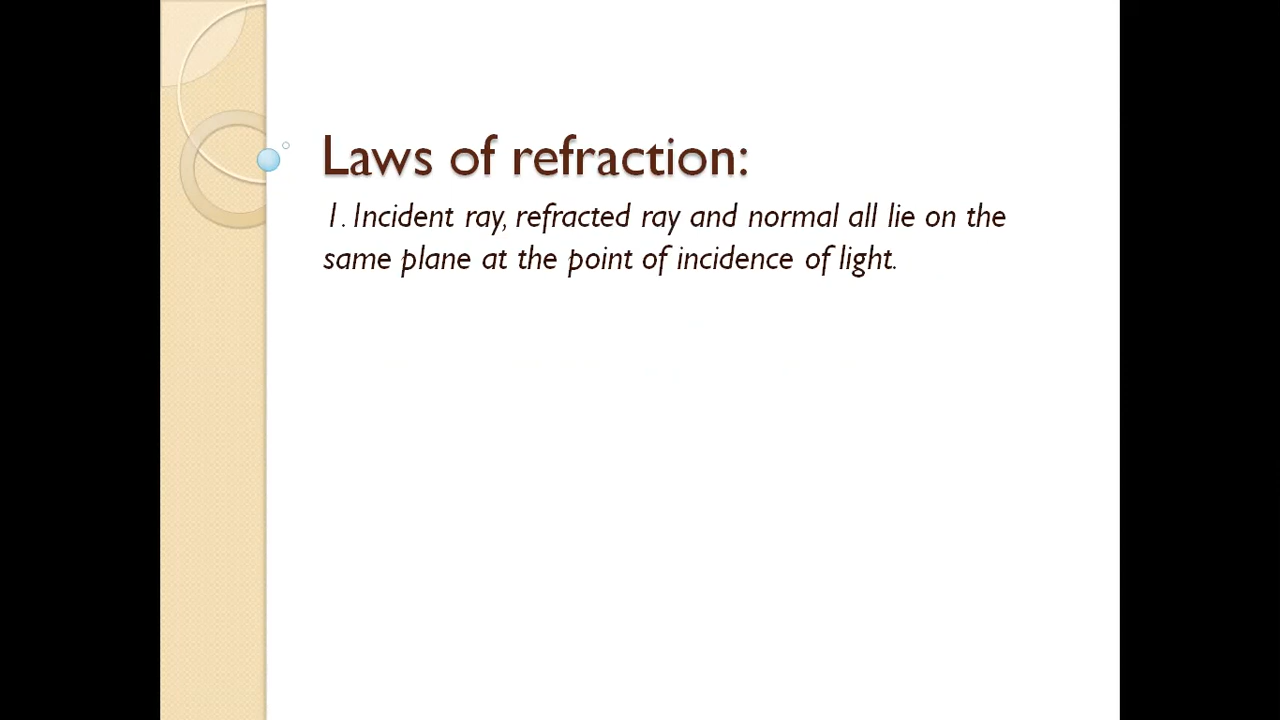 Laws of refraction:
1. Incident ray, refracted ray and normal all lie on the
same plane at the point of incidence of light.